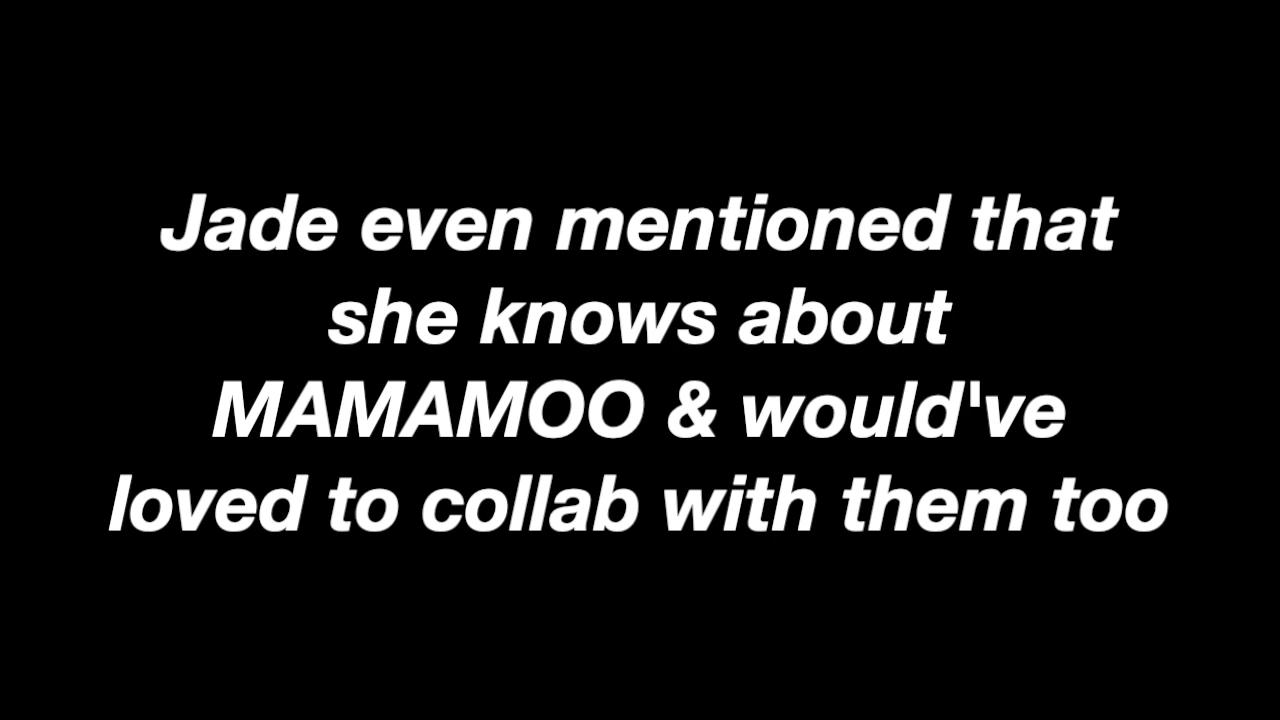 Jade even mentioned that
she knows about
MAMAMOO & would've
loved to collab with them too